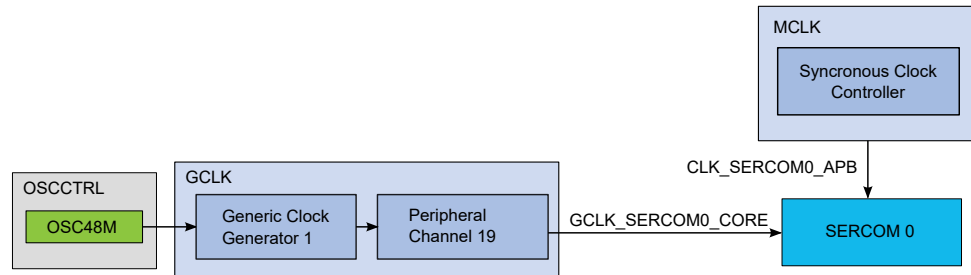 MCLK
Syncronous Clock
Controller
CLK_SERCOM0_APB
OSCCTRL
OSC48M
GCLK
Generic Clock
Generator 1
Peripheral
Channel 19
GCLK_SERCOM0_CORE
SERCOM 0